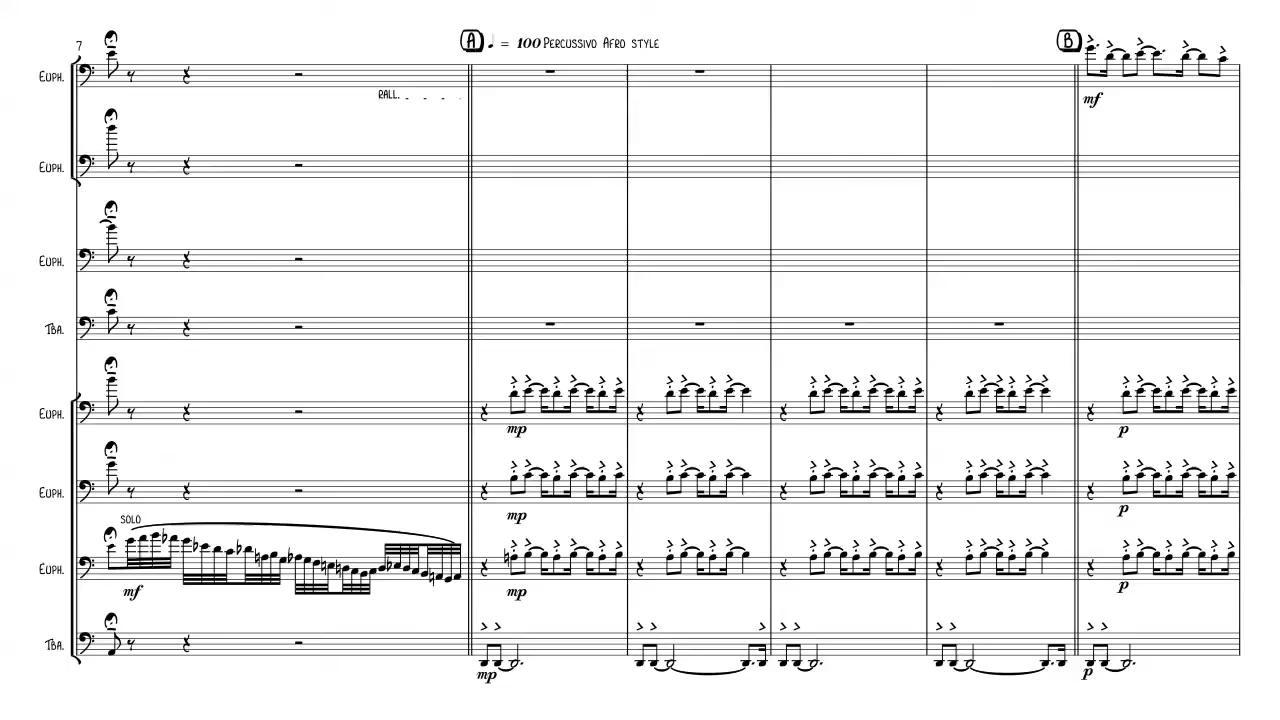 7
A ♩ = 100 Percussivo Afro style
B
Euph.
mf
Rall.
Euph.
Euph.
Tba.
Euph.
mp
p
Euph.
mp
p
Solo
Euph.
mf
mp
p
Tba.
mp
p